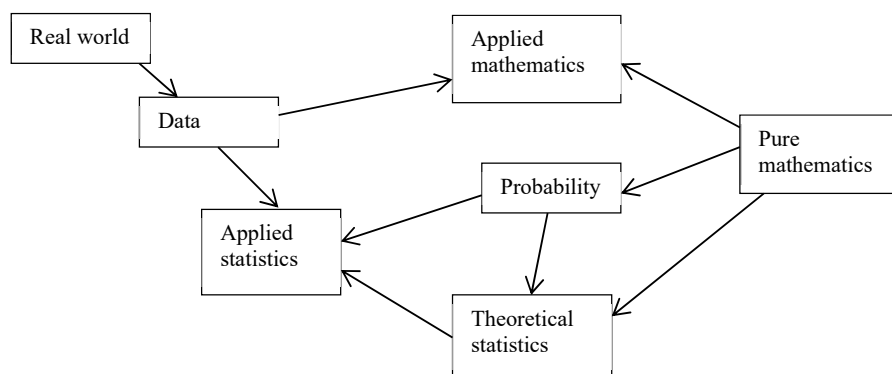 Real world
Applied
mathematics
Data
Pure
mathematics
Probability
Applied
statistics
Theoretical
statistics